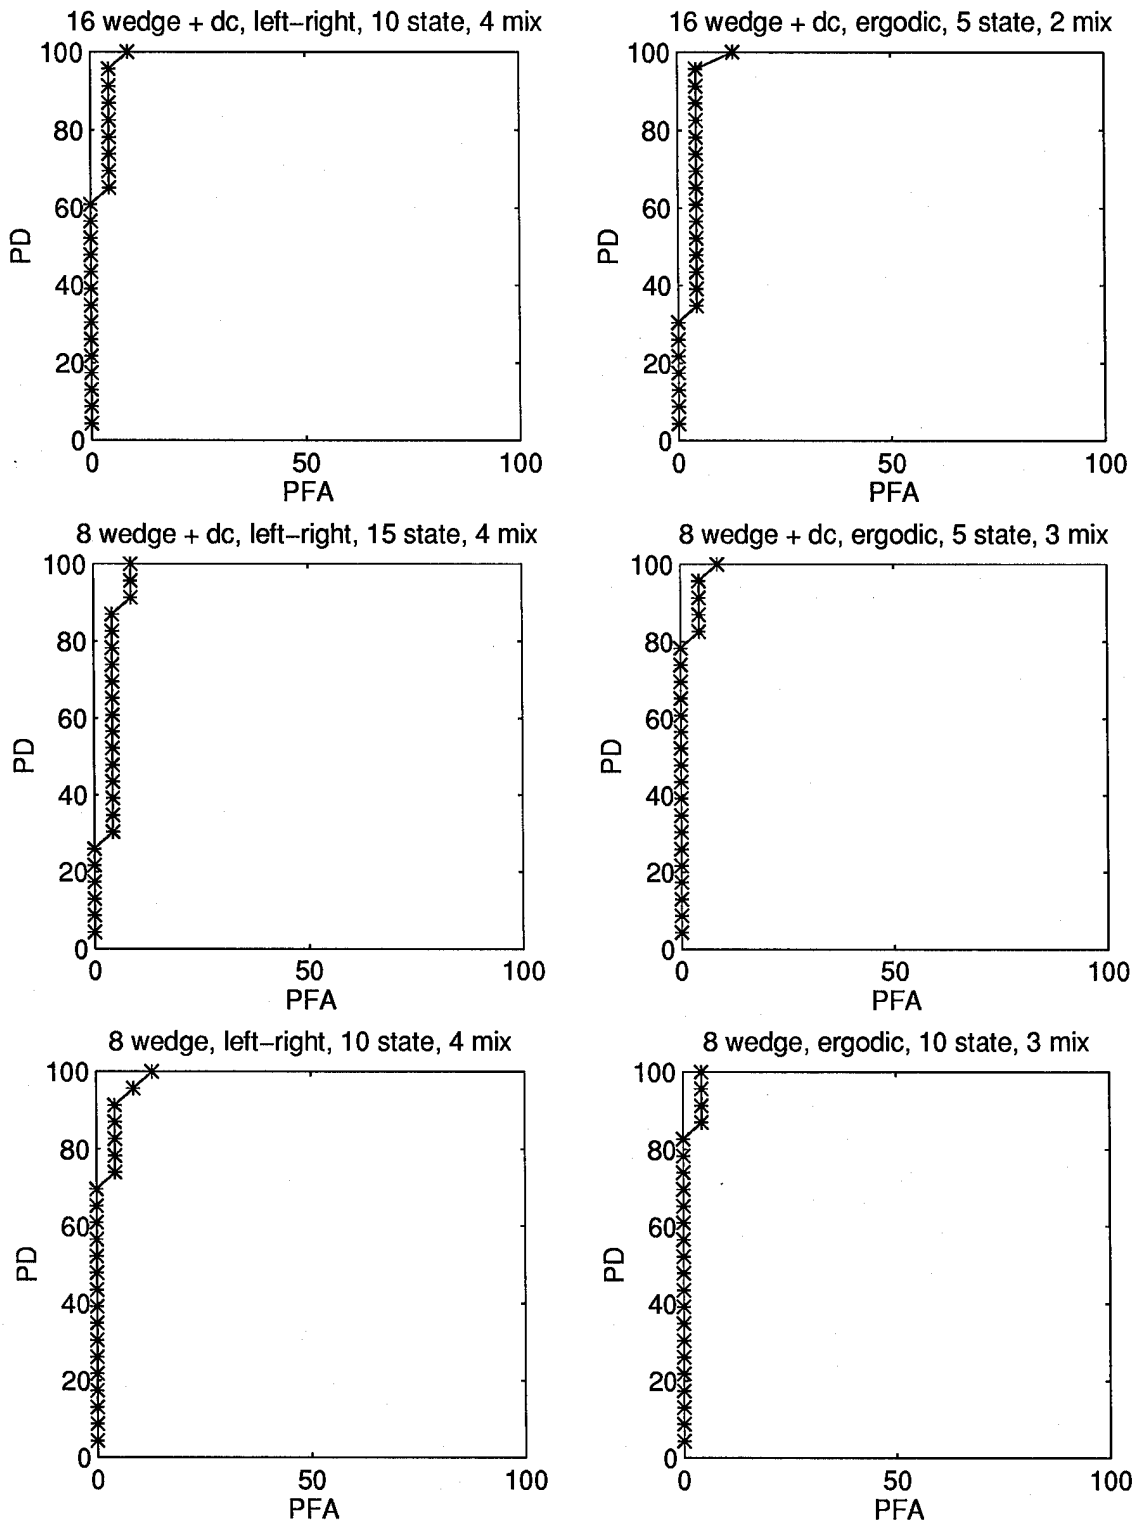 16 wedge + dc, left-right, 10 state, 4 mix
100
80
60
40
20
0
PD
0 50 100
PFA
16 wedge + dc, ergodic, 5 state, 2 mix
100
80
60
40
20
0
PD
0 50 100
PFA
8 wedge + dc, left-right, 15 state, 4 mix
100
80
60
40
20
0
PD
0 50 100
PFA
8 wedge + dc, ergodic, 5 state, 3 mix
100
80
60
40
20
0
PD
0 50 100
PFA
8 wedge, left-right, 10 state, 4 mix
100
80
60
40
20
0
PD
0 50 100
PFA
8 wedge, ergodic, 10 state, 3 mix
100
80
60
40
20
0
PD
0 50 100
PFA